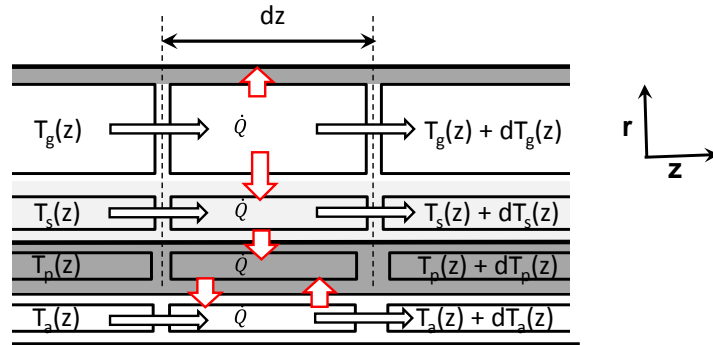 dz
T_g(z) Q̇ T_g(z) + dT_g(z)
r
z
T_s(z) Q̇ T_s(z) + dT_s(z)
T_p(z) Q̇ T_p(z) + dT_p(z)
T_a(z) Q̇ T_a(z) + dT_a(z)